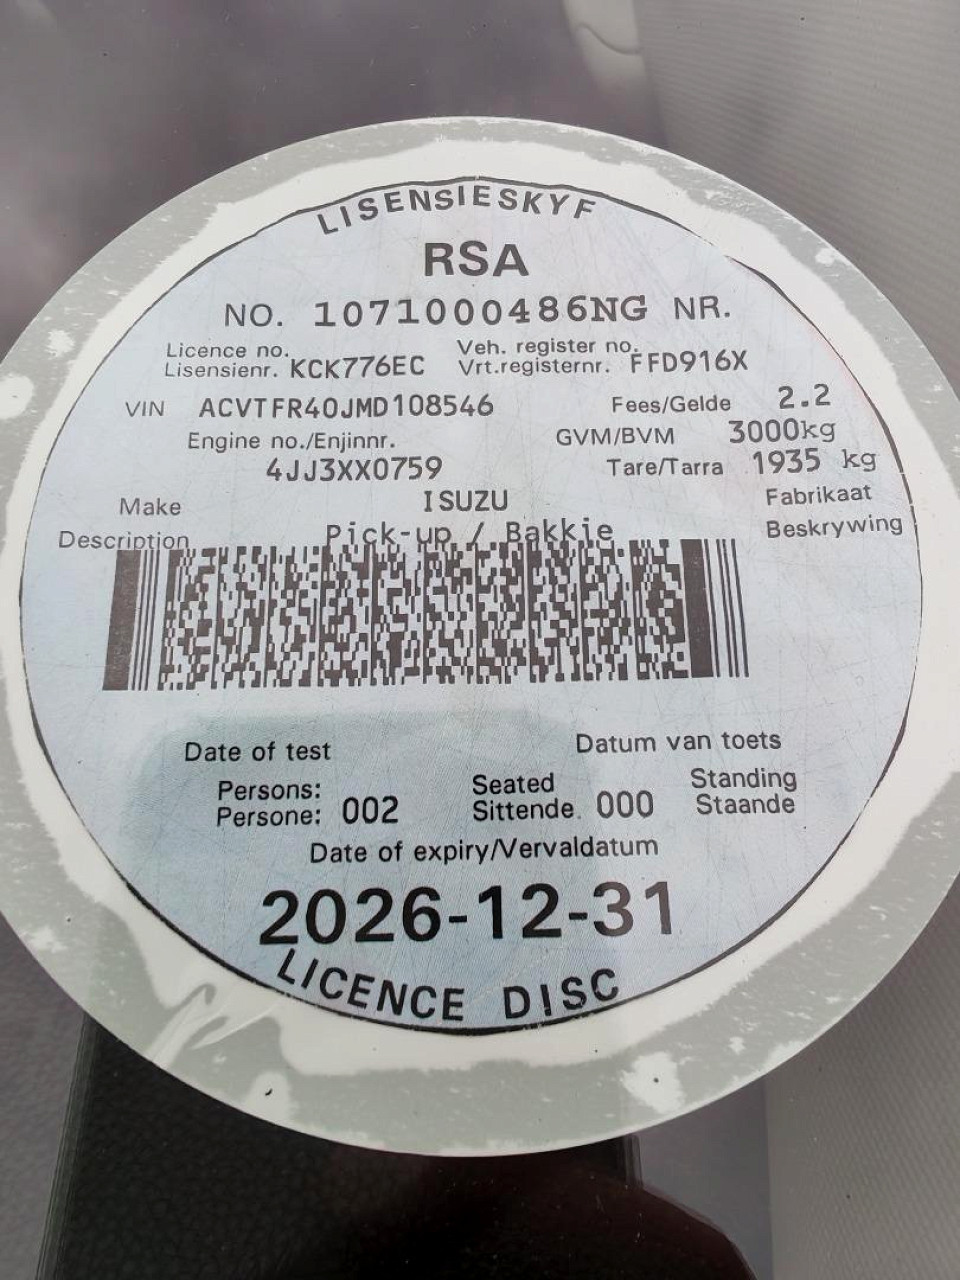 LISENSIESKYF
RSA
NO. 1071000486NG NR.
Licence no. Veh. register no.
Lisensienr. KCK776EC Vrt.registernr. FFD916X
VIN ACVTFR40JMD108546 Fees/Gelde 2.2
Engine no./Enjinnr. GVM/BVM 3000kg
4JJ3XX0759 Tare/Tarra 1935 kg
Make ISUZU Fabrikaat
Description Pick-up / Bakkie Beskrywing
Date of test Datum van toets
Persons: Seated Standing
Persone: 002 Sittende. 000 Staande
Date of expiry/Vervaldatum
2026-12-31
LICENCE DISC